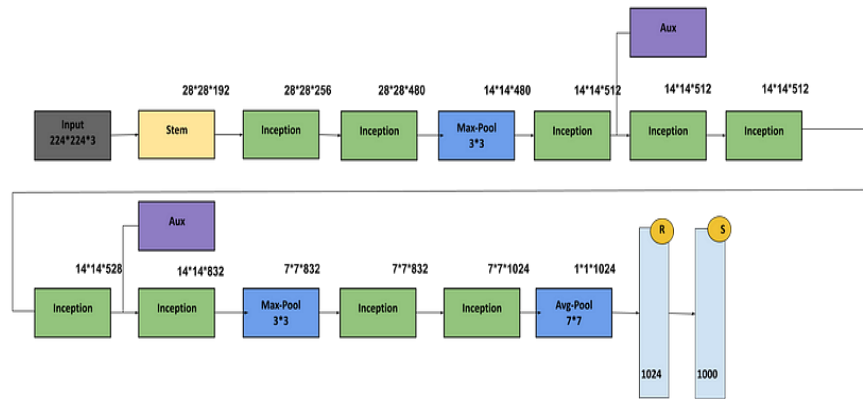 Aux
28*28*192
28*28*256
28*28*480
14*14*480
14*14*512
14*14*512
14*14*512
Input
224*224*3
Stem
Inception
Inception
Max-Pool
3*3
Inception
Inception
Inception
Aux
R
S
14*14*528
14*14*832
7*7*832
7*7*832
7*7*1024
1*1*1024
Inception
Inception
Max-Pool
3*3
Inception
Inception
Avg-Pool
7*7
1024
1000